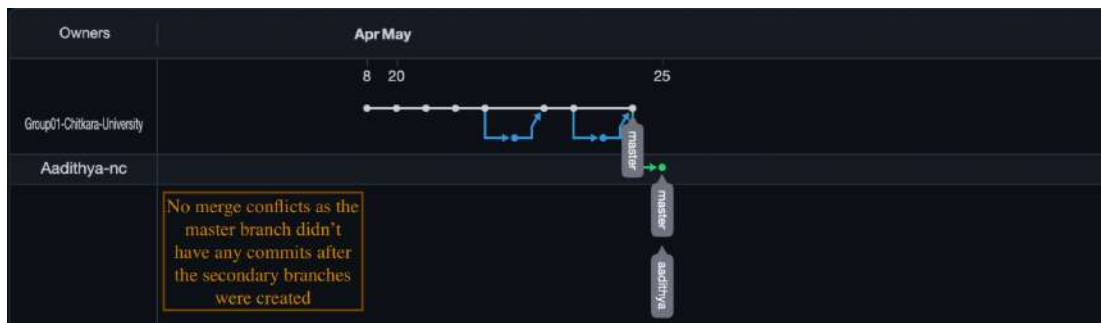 Owners
Apr May
8 20 25
Group01-Chitkara-University
master
Aadithya-nc
No merge conflicts as the
master branch didn't
have any commits after
the secondary branches
were created
master
aadithya